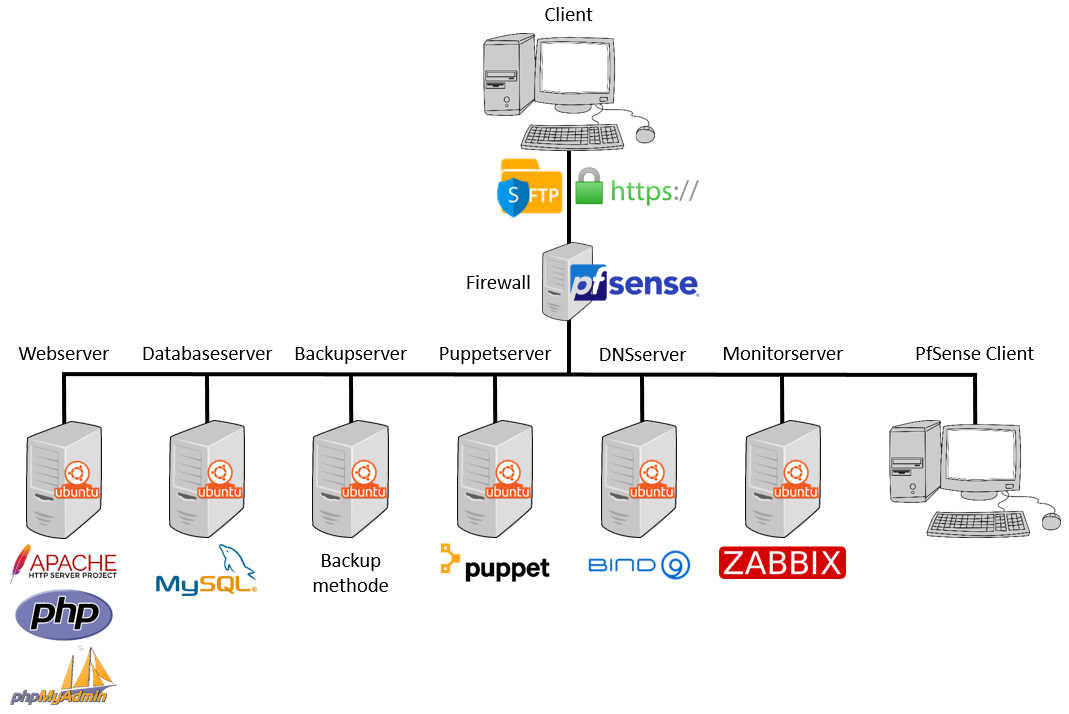 Client
S FTP
https://
Firewall
pfsense
Webserver
Databaseserver
Backupserver
Puppetserver
DNSserver
Monitorserver
PfSense Client
ubuntu
ubuntu
ubuntu
ubuntu
ubuntu
ubuntu
APACHE
HTTP SERVER PROJECT
MySQL®
Backup
methode
puppet
BIND 9
ZABBIX
php
phpMyAdmin